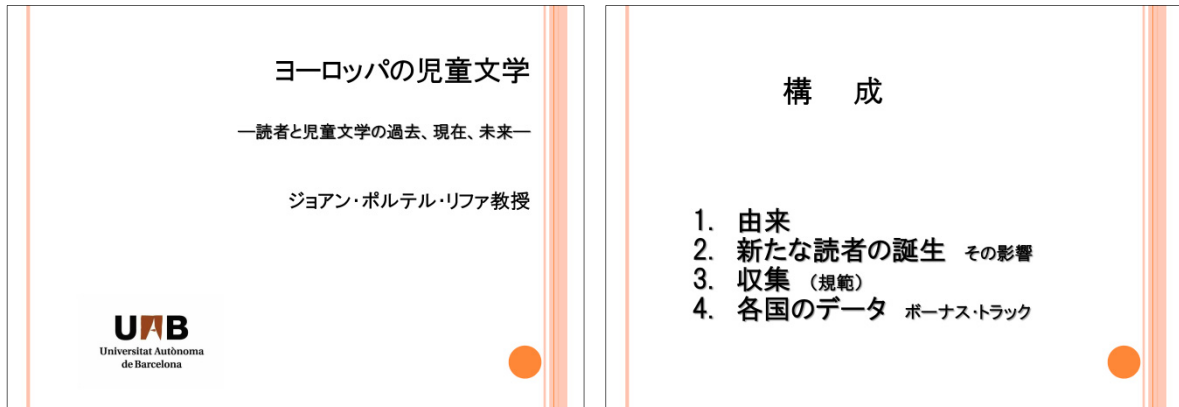 ヨーロッパの児童文学
―読者と児童文学の過去、現在、未来―
ジョアン・ポルテル・リファ教授
UAB
Universitat Autònoma
de Barcelona
構 成
1. 由来
2. 新たな読者の誕生 その影響
3. 収集 (規範)
4. 各国のデータ ボーナス・トラック